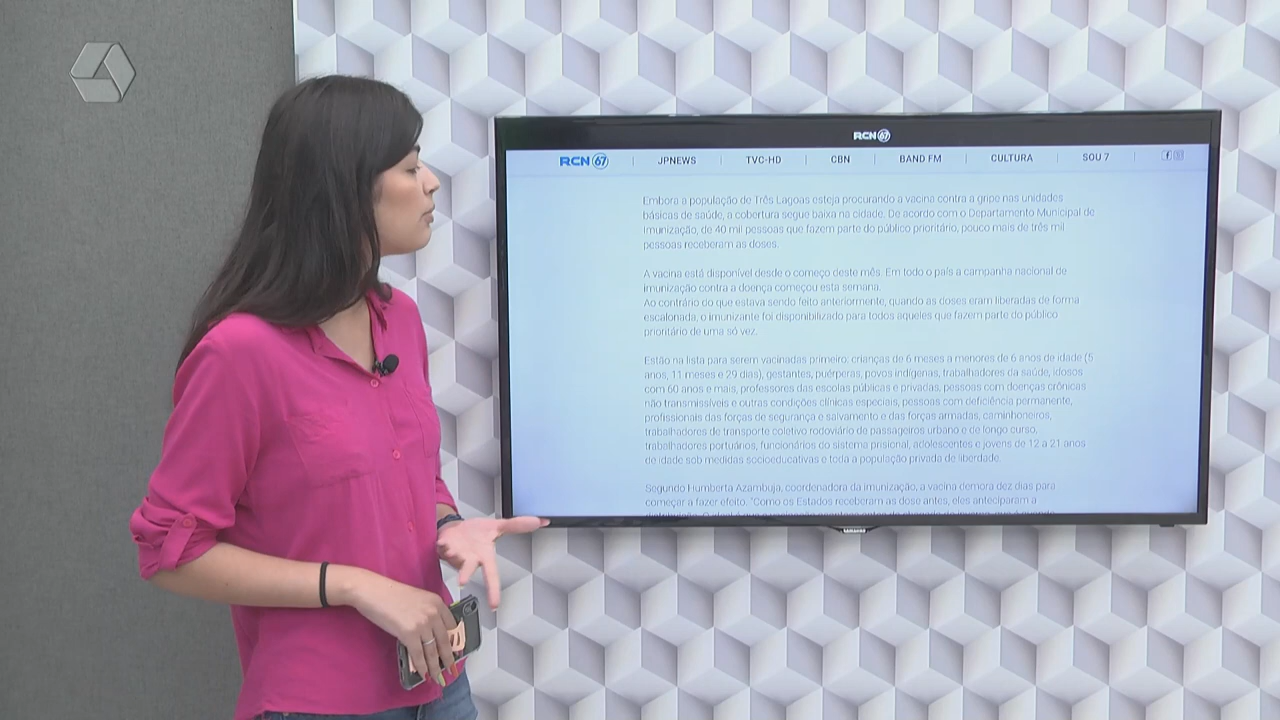 RCN 67
RCN 67 JPNEWS TVC-HD CBN BAND FM CULTURA SOU 7
Embora a população de Três Lagoas esteja procurando a vacina contra a gripe nas unidades
básicas de saúde, a cobertura segue baixa na cidade. De acordo com o Departamento Municipal de
Imunização, de 40 mil pessoas que fazem parte do público prioritário, pouco mais de três mil
pessoas receberam as doses.
A vacina está disponível desde o começo deste mês. Em todo o país a campanha nacional de
imunização contra a doença começou esta semana.
Ao contrário do que estava sendo feito anteriormente, quando as doses eram liberadas de forma
escalonada, o imunizante foi disponibilizado para todos aqueles que fazem parte do público
prioritário de uma só vez.
Estão na lista para serem vacinadas primeiro: crianças de 6 meses a menores de 6 anos de idade (5
anos, 11 meses e 29 dias), gestantes, puérperas, povos indígenas, trabalhadores da saúde, idosos
com 60 anos e mais, professores das escolas públicas e privadas, pessoas com doenças crônicas
não transmissíveis e outras condições clínicas especiais, pessoas com deficiência permanente,
profissionais das forças de segurança e salvamento e das forças armadas, caminhoneiros,
trabalhadores de transporte coletivo rodoviário de passageiros urbano e de longo curso,
trabalhadores portuários, funcionários do sistema prisional, adolescentes e jovens de 12 a 21 anos
de idade sob medidas socioeducativas e toda a população privada de liberdade.
Segundo Humberta Azambuja, coordenadora da imunização, a vacina demora dez dias para
começar a fazer efeito. "Como os Estados receberam as dose antes, eles anteciparam a
SAMSUNG